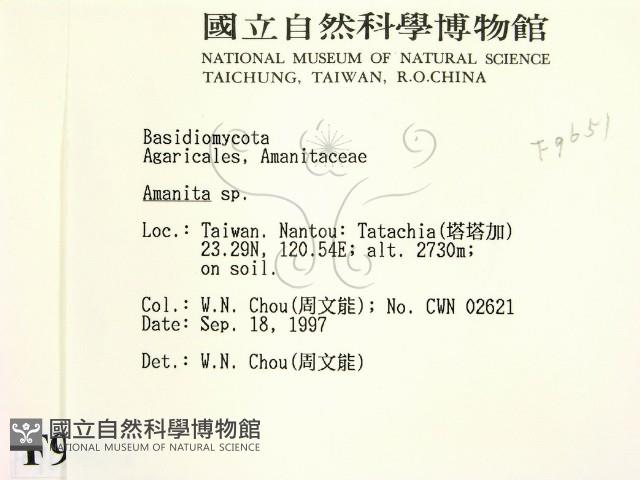 國立自然科學博物館
NATIONAL MUSEUM OF NATURAL SCIENCE
TAICHUNG, TAIWAN, R.O.CHINA
F9651
Basidiomycota
Agaricales, Amanitaceae
Amanita sp.
Loc.: Taiwan. Nantou: Tatachia(塔塔加)
23.29N, 120.54E; alt. 2730m;
on soil.
Col.: W.N. Chou(周文能); No. CWN 02621
Date: Sep. 18, 1997
Det.: W.N. Chou(周文能)
國立自然科學博物館
NATIONAL MUSEUM OF NATURAL SCIENCE